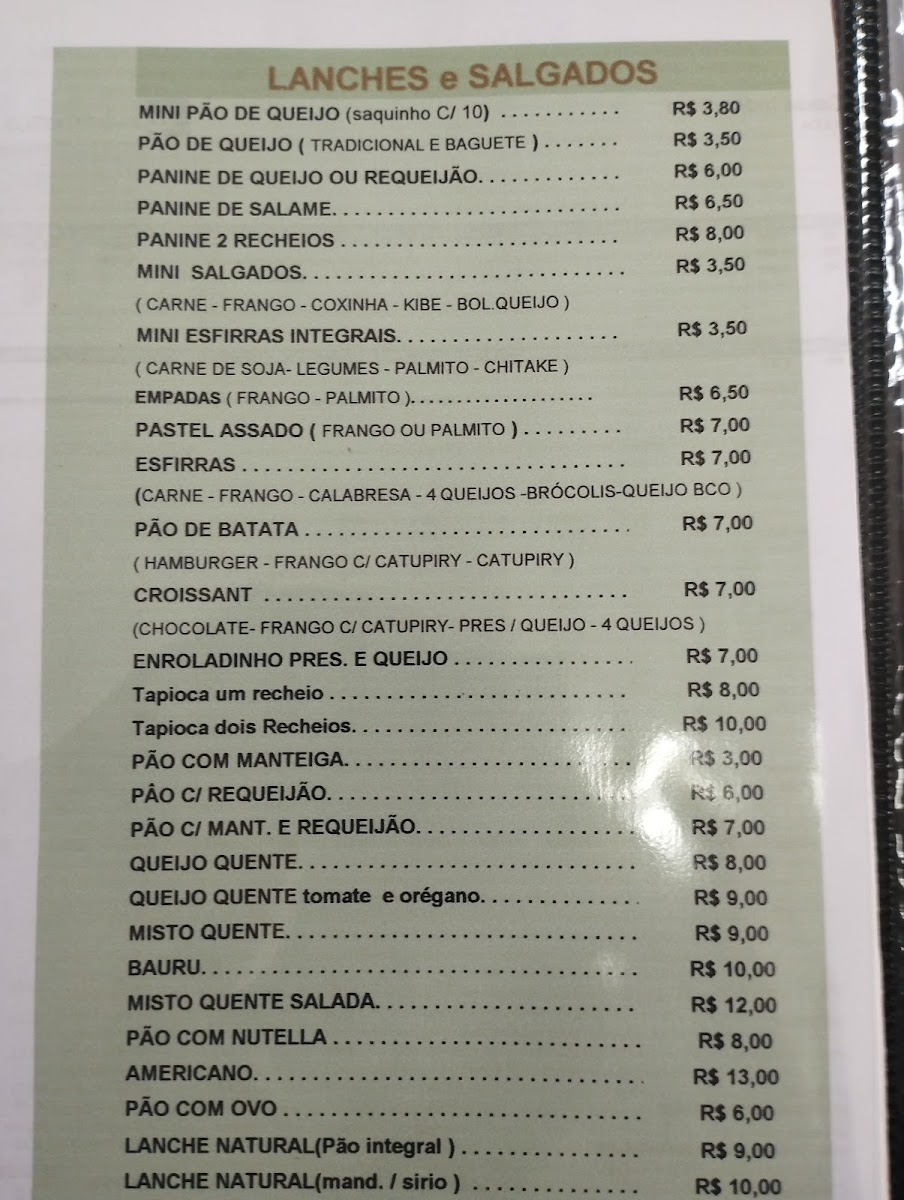 LANCHES e SALGADOS
MINI PÃO DE QUEIJO (saquinho C/ 10) . . . . . . . . . . . R$ 3,80
PÃO DE QUEIJO ( TRADICIONAL E BAGUETE ) . . . . . . . R$ 3,50
PANINE DE QUEIJO OU REQUEIJÃO. . . . . . . . . . . . . R$ 6,00
PANINE DE SALAME. . . . . . . . . . . . . . . . . . . . . . . . . R$ 6,50
PANINE 2 RECHEIOS . . . . . . . . . . . . . . . . . . . . . . . . R$ 8,00
MINI SALGADOS. . . . . . . . . . . . . . . . . . . . . . . . . . . . R$ 3,50
( CARNE - FRANGO - COXINHA - KIBE - BOL.QUEIJO )
MINI ESFIRRAS INTEGRAIS. . . . . . . . . . . . . . . . . . . . R$ 3,50
( CARNE DE SOJA- LEGUMES - PALMITO - CHITAKE )
EMPADAS ( FRANGO - PALMITO ). . . . . . . . . . . . . . . . . R$ 6,50
PASTEL ASSADO ( FRANGO OU PALMITO ) . . . . . . . . . R$ 7,00
ESFIRRAS . . . . . . . . . . . . . . . . . . . . . . . . . . . . . . . . . . R$ 7,00
(CARNE - FRANGO - CALABRESA - 4 QUEIJOS -BRÓCOLIS-QUEIJO BCO )
PÃO DE BATATA . . . . . . . . . . . . . . . . . . . . . . . . . . . . . R$ 7,00
( HAMBURGER - FRANGO C/ CATUPIRY - CATUPIRY )
CROISSANT . . . . . . . . . . . . . . . . . . . . . . . . . . . . . . . . R$ 7,00
(CHOCOLATE- FRANGO C/ CATUPIRY- PRES / QUEIJO - 4 QUEIJOS )
ENROLADINHO PRES. E QUEIJO . . . . . . . . . . . . . . . . R$ 7,00
Tapioca um recheio . . . . . . . . . . . . . . . . . . . . . . . . . . R$ 8,00
Tapioca dois Recheios. . . . . . . . . . . . . . . . . . . . . . . . R$ 10,00
PÃO COM MANTEIGA. . . . . . . . . . . . . . . . . . . . . . . . . R$ 3,00
PÂO C/ REQUEIJÃO. . . . . . . . . . . . . . . . . . . . . . . . . . R$ 6,00
PÃO C/ MANT. E REQUEIJÃO. . . . . . . . . . . . . . . . . . . R$ 7,00
QUEIJO QUENTE. . . . . . . . . . . . . . . . . . . . . . . . . . . . . R$ 8,00
QUEIJO QUENTE tomate e orégano. . . . . . . . . . . . . . R$ 9,00
MISTO QUENTE. . . . . . . . . . . . . . . . . . . . . . . . . . . . . . R$ 9,00
BAURU. . . . . . . . . . . . . . . . . . . . . . . . . . . . . . . . . . . . . R$ 10,00
MISTO QUENTE SALADA. . . . . . . . . . . . . . . . . . . . . . R$ 12,00
PÃO COM NUTELLA . . . . . . . . . . . . . . . . . . . . . . . . . . R$ 8,00
AMERICANO. . . . . . . . . . . . . . . . . . . . . . . . . . . . . . . . . R$ 13,00
PÃO COM OVO . . . . . . . . . . . . . . . . . . . . . . . . . . . . . . R$ 6,00
LANCHE NATURAL(Pão integral ) . . . . . . . . . . . . . . . R$ 9,00
LANCHE NATURAL(mand. / sirio ) . . . . . . . . . . . . . . R$ 10,00